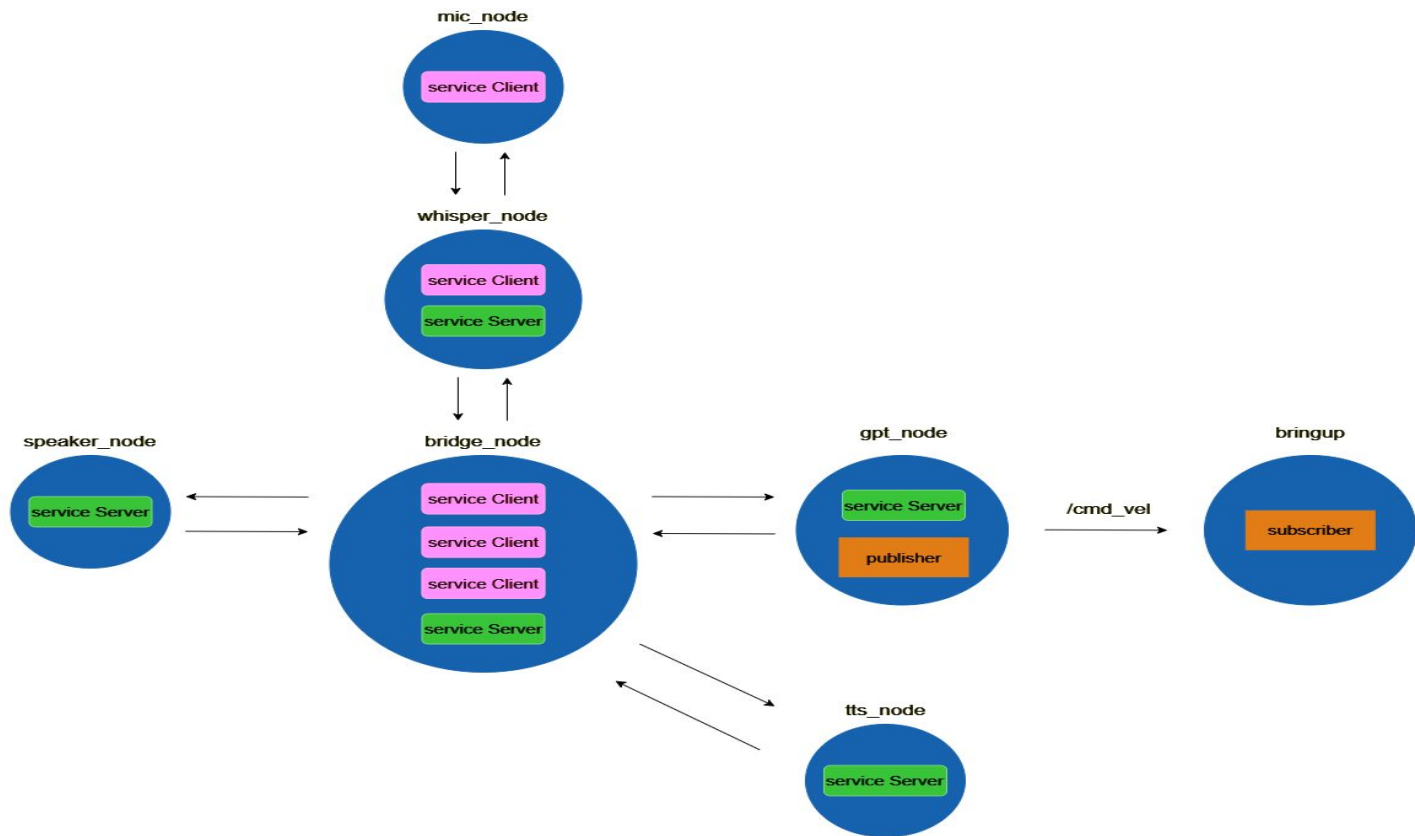 mic_node
service Client
whisper_node
service Client
service Server
speaker_node
service Server
bridge_node
service Client
service Client
service Client
service Server
gpt_node
service Server
publisher
/cmd_vel
bringup
subscriber
tts_node
service Server